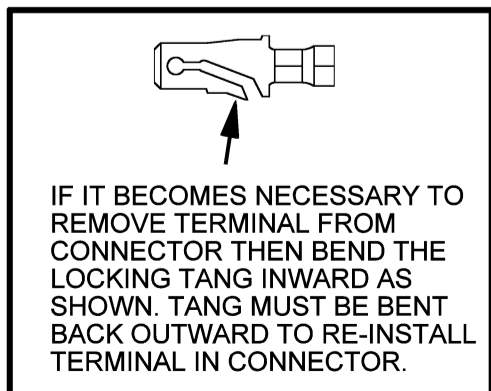 IF IT BECOMES NECESSARY TO
REMOVE TERMINAL FROM
CONNECTOR THEN BEND THE
LOCKING TANG INWARD AS
SHOWN. TANG MUST BE BENT
BACK OUTWARD TO RE-INSTALL
TERMINAL IN CONNECTOR.